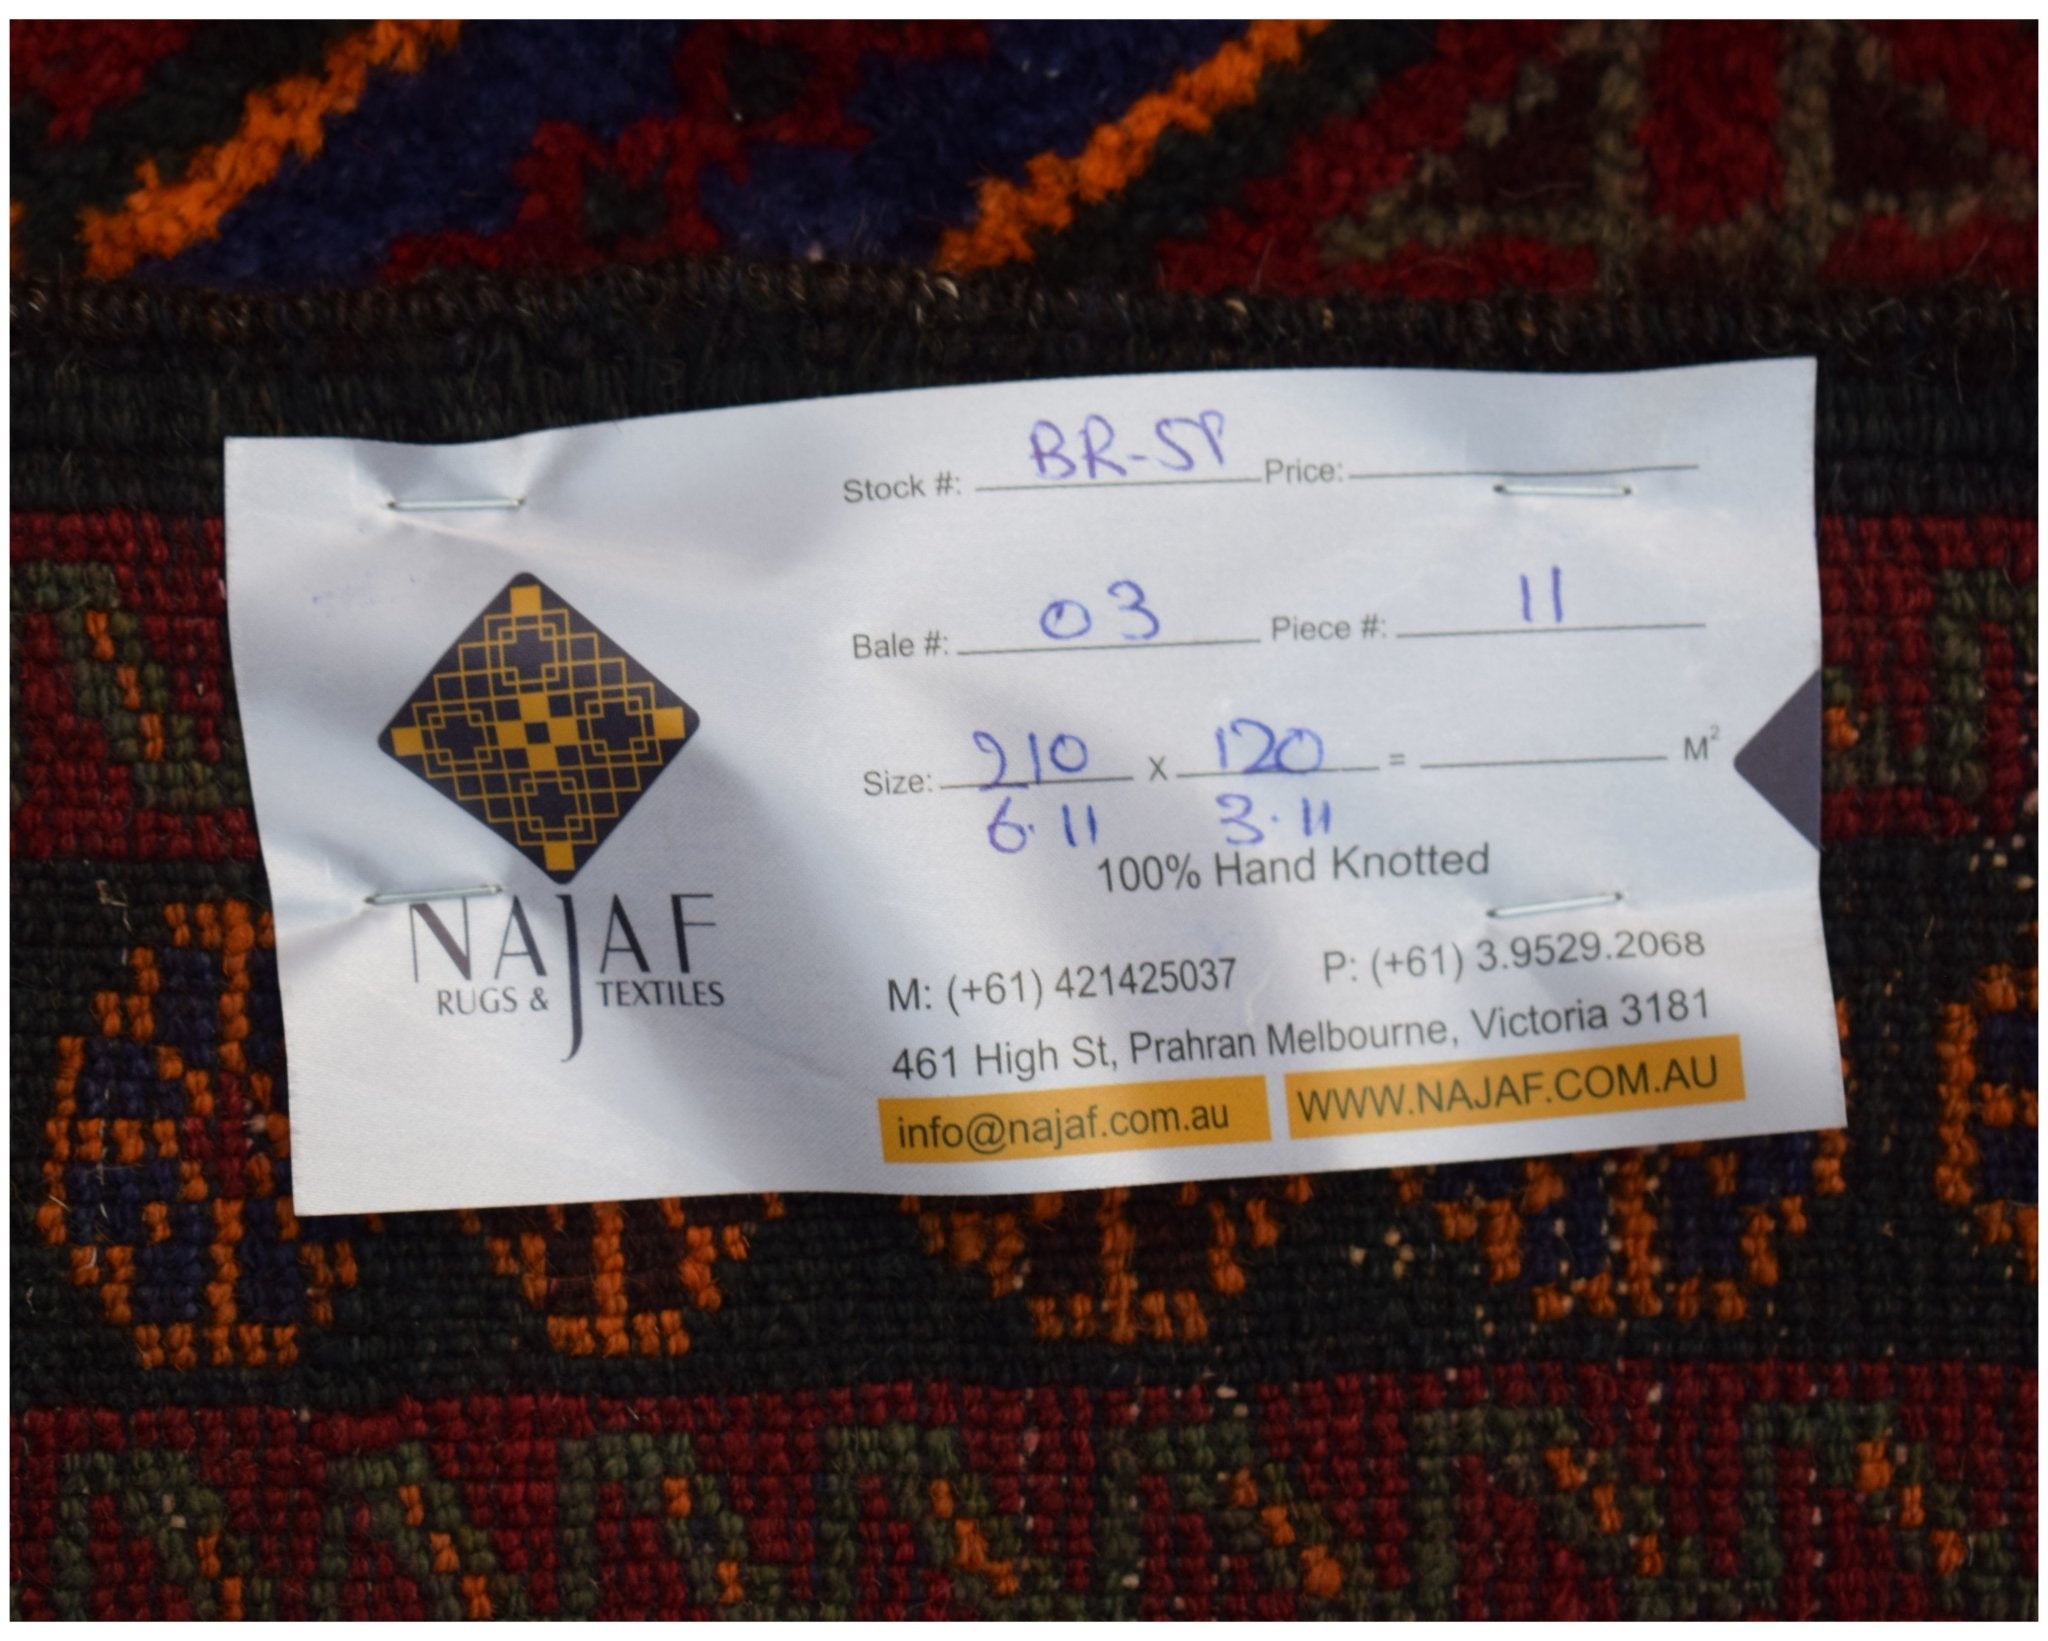 Stock #: BR-SP Price:
Bale #: 03 Piece #: 11
Size: 210 x 120 = M²
6.11 3.11
100% Hand Knotted
NAJAF
RUGS & TEXTILES
M: (+61) 421425037 P: (+61) 3.9529.2068
461 High St, Prahran Melbourne, Victoria 3181
info@najaf.com.au WWW.NAJAF.COM.AU